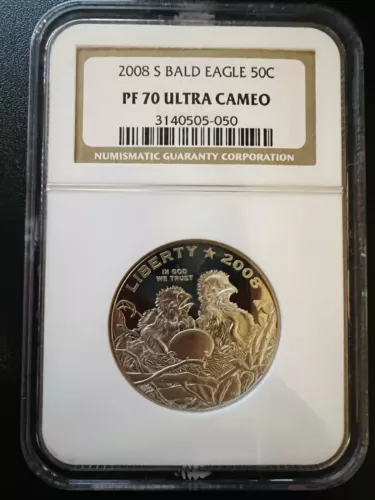 2008 S BALD EAGLE 50C
PF 70 ULTRA CAMEO
3140505-050
NUMISMATIC GUARANTY CORPORATION
LIBERTY ★ 2008
IN GOD
WE TRUST